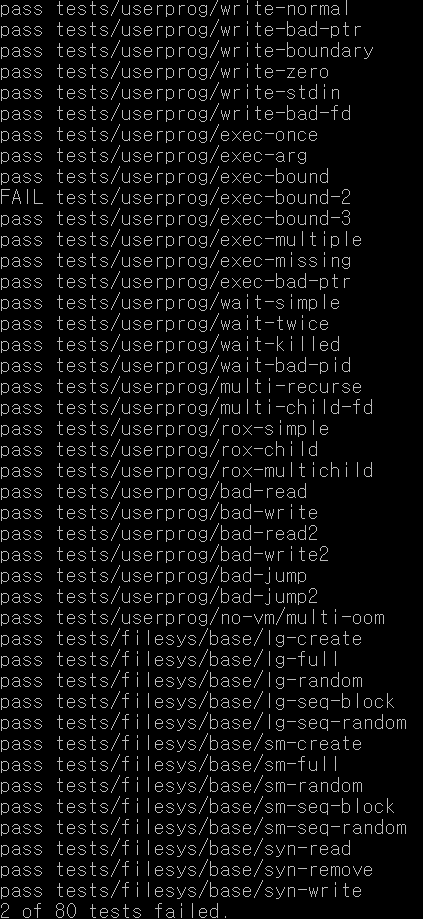 pass tests/userprog/write-normal
pass tests/userprog/write-bad-ptr
pass tests/userprog/write-boundary
pass tests/userprog/write-zero
pass tests/userprog/write-stdin
pass tests/userprog/write-bad-fd
pass tests/userprog/exec-once
pass tests/userprog/exec-arg
pass tests/userprog/exec-bound
FAIL tests/userprog/exec-bound-2
pass tests/userprog/exec-bound-3
pass tests/userprog/exec-multiple
pass tests/userprog/exec-missing
pass tests/userprog/exec-bad-ptr
pass tests/userprog/wait-simple
pass tests/userprog/wait-twice
pass tests/userprog/wait-killed
pass tests/userprog/wait-bad-pid
pass tests/userprog/multi-recurse
pass tests/userprog/multi-child-fd
pass tests/userprog/rox-simple
pass tests/userprog/rox-child
pass tests/userprog/rox-multichild
pass tests/userprog/bad-read
pass tests/userprog/bad-write
pass tests/userprog/bad-read2
pass tests/userprog/bad-write2
pass tests/userprog/bad-jump
pass tests/userprog/bad-jump2
pass tests/userprog/no-vm/multi-oom
pass tests/filesys/base/lg-create
pass tests/filesys/base/lg-full
pass tests/filesys/base/lg-random
pass tests/filesys/base/lg-seq-block
pass tests/filesys/base/lg-seq-random
pass tests/filesys/base/sm-create
pass tests/filesys/base/sm-full
pass tests/filesys/base/sm-random
pass tests/filesys/base/sm-seq-block
pass tests/filesys/base/sm-seq-random
pass tests/filesys/base/syn-read
pass tests/filesys/base/syn-remove
pass tests/filesys/base/syn-write
2 of 80 tests failed.